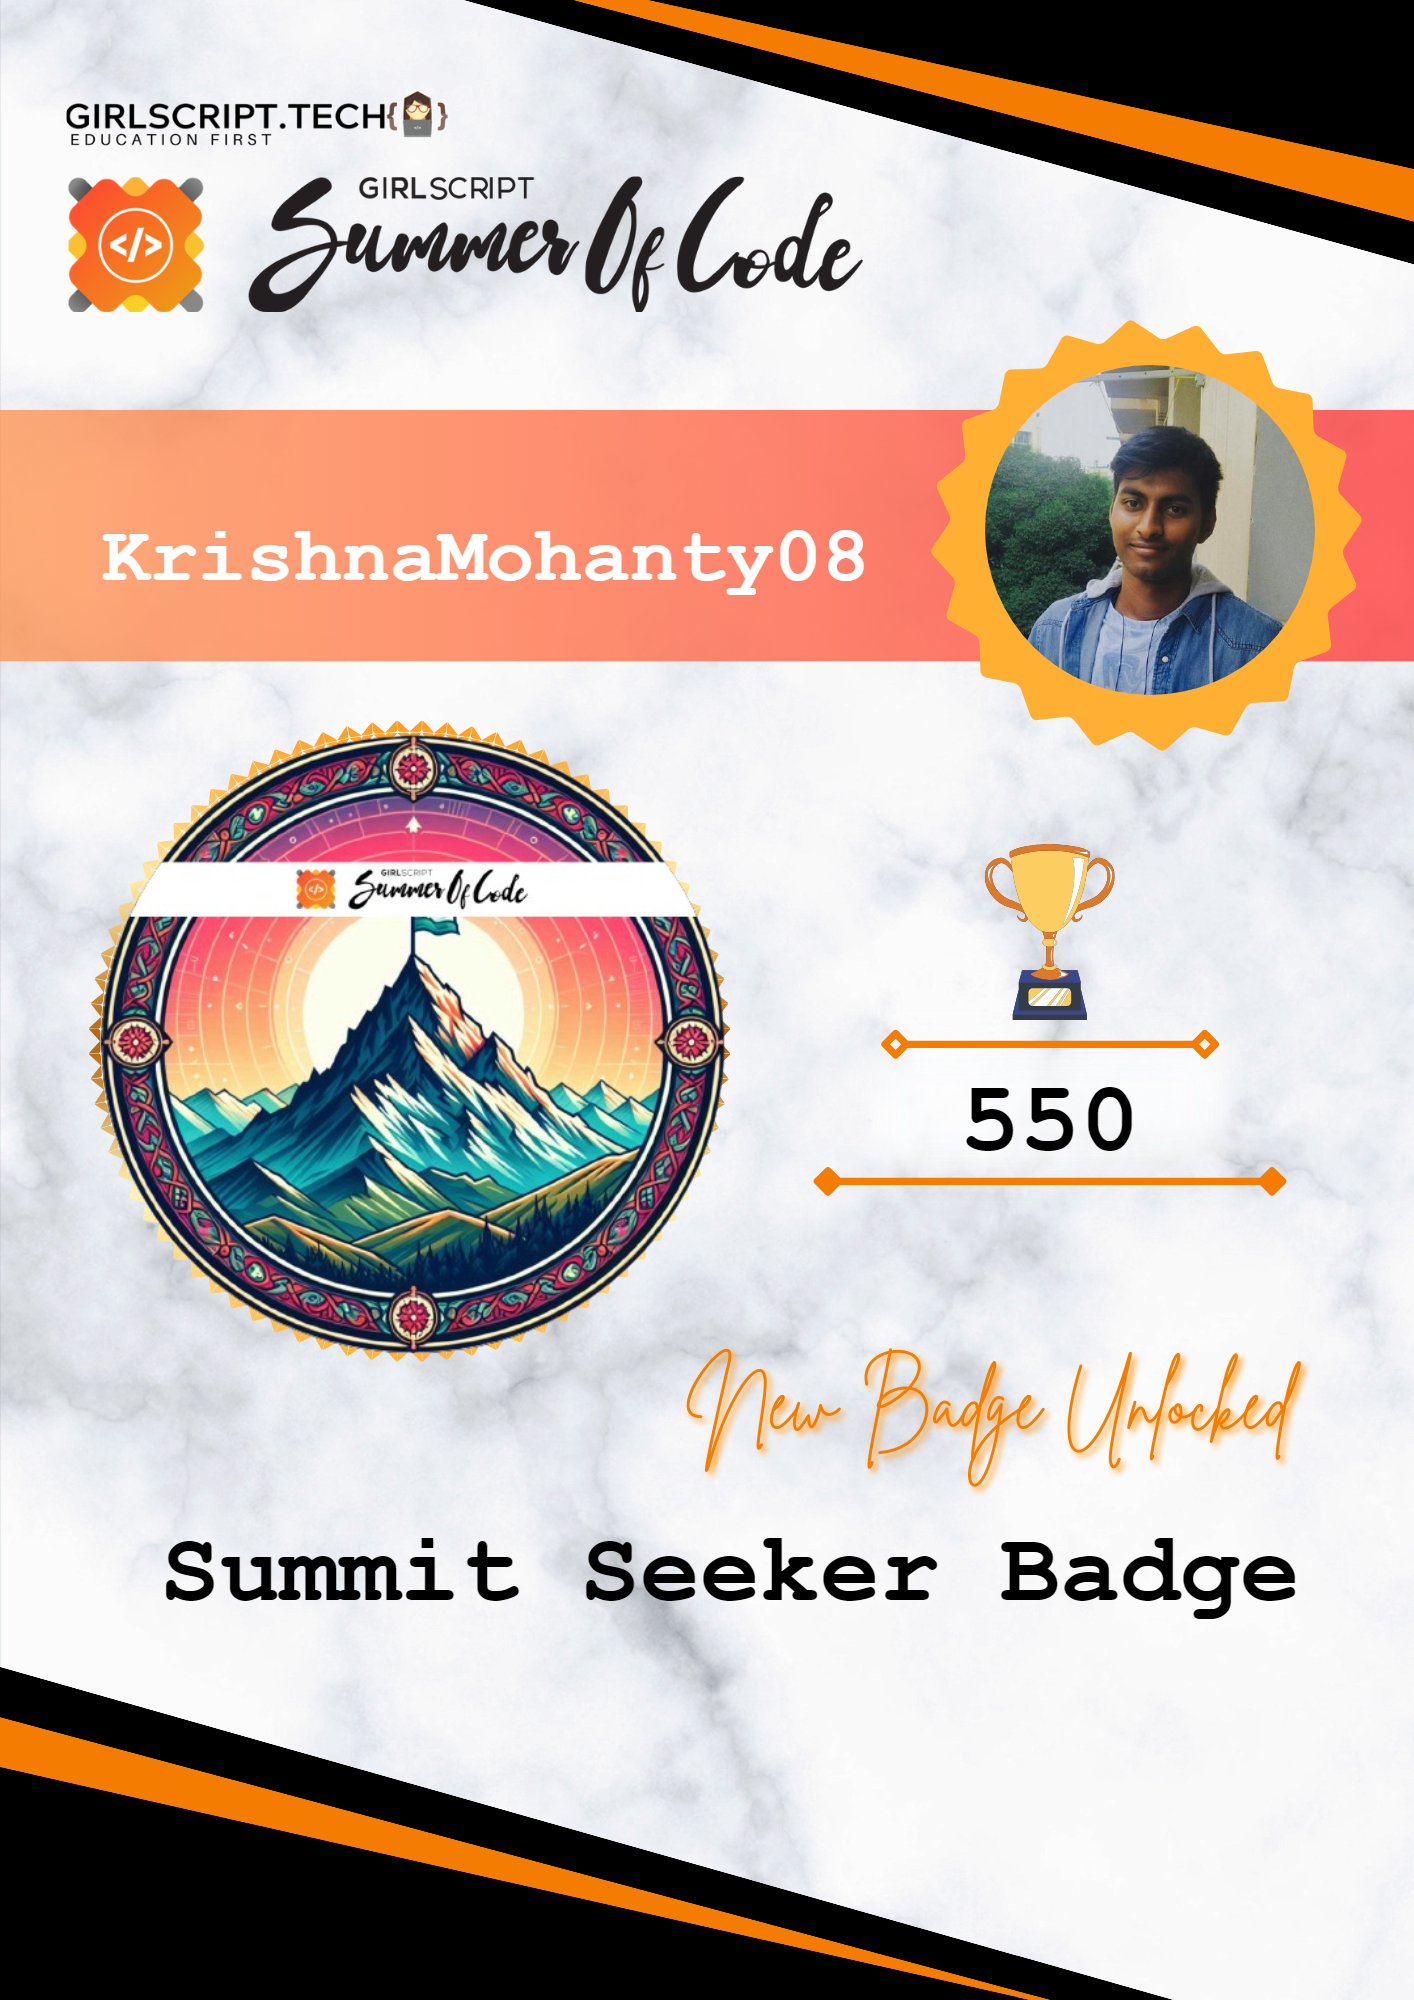 GIRLSCRIPT.TECH{ }
EDUCATION FIRST
GIRLSCRIPT
Summer Of Code
</>
KrishnaMohanty08
GIRLSCRIPT
Summer Of Code
</>
550
New Badge Unlocked
Summit Seeker Badge